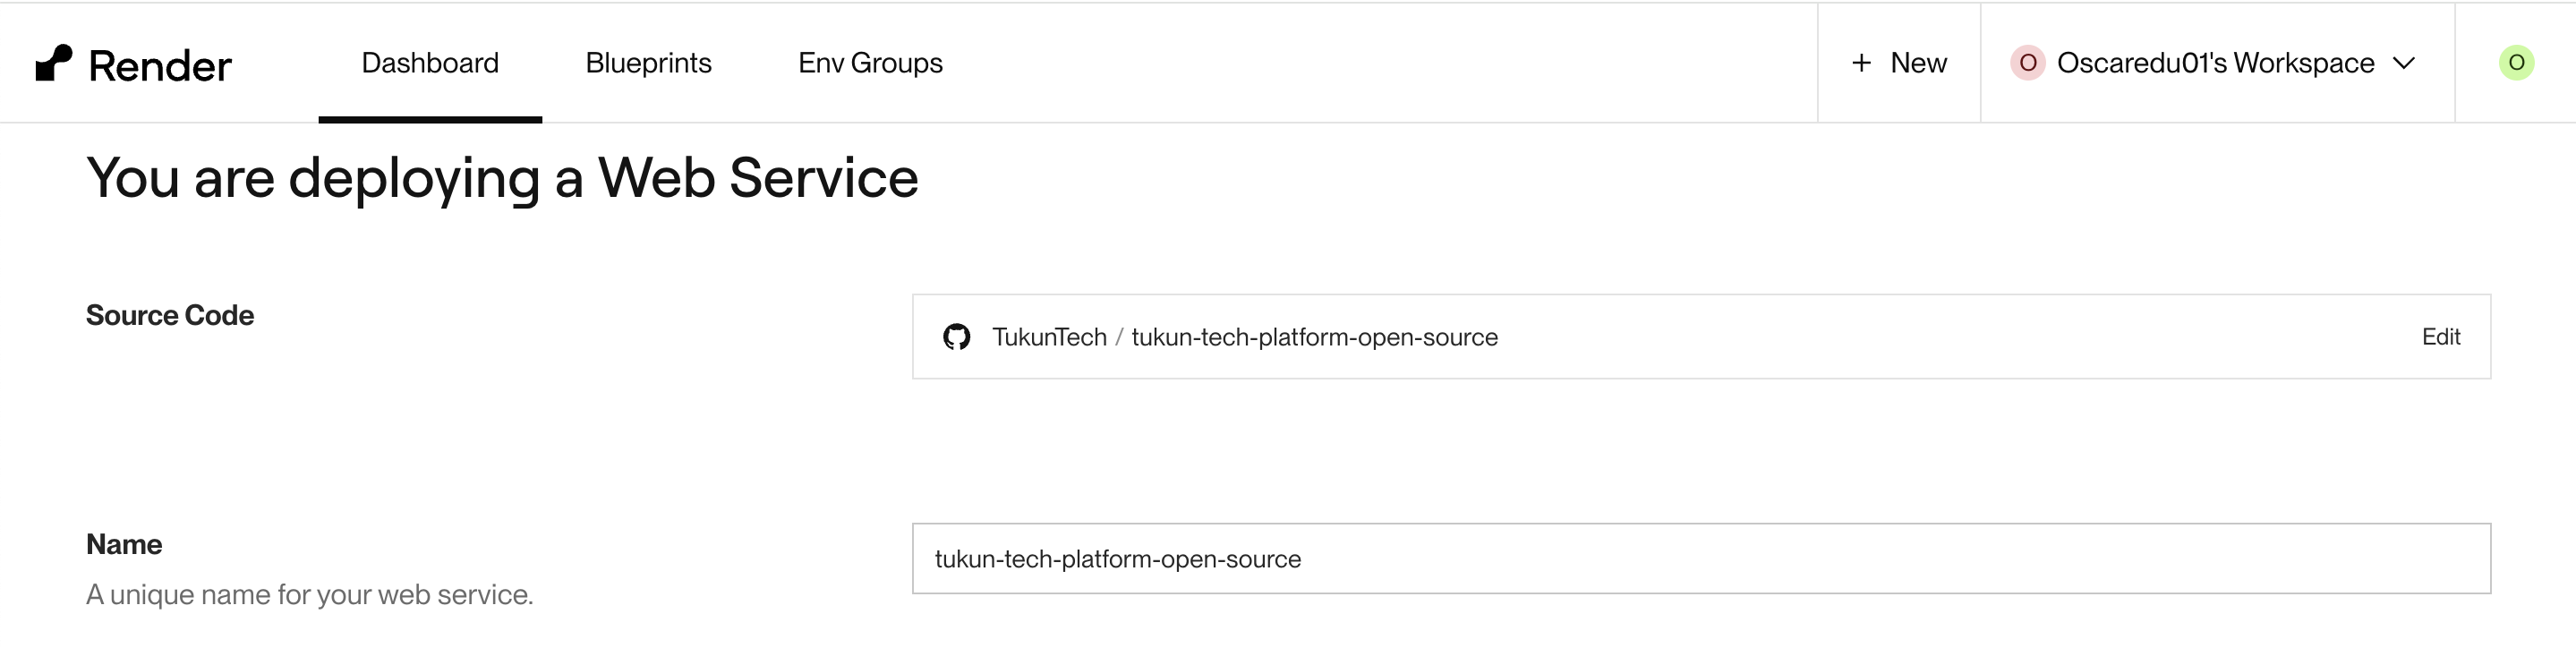 Render Dashboard Blueprints Env Groups + New O Oscaredu01's Workspace O
You are deploying a Web Service
Source Code
TukunTech / tukun-tech-platform-open-source Edit
Name
tukun-tech-platform-open-source
A unique name for your web service.